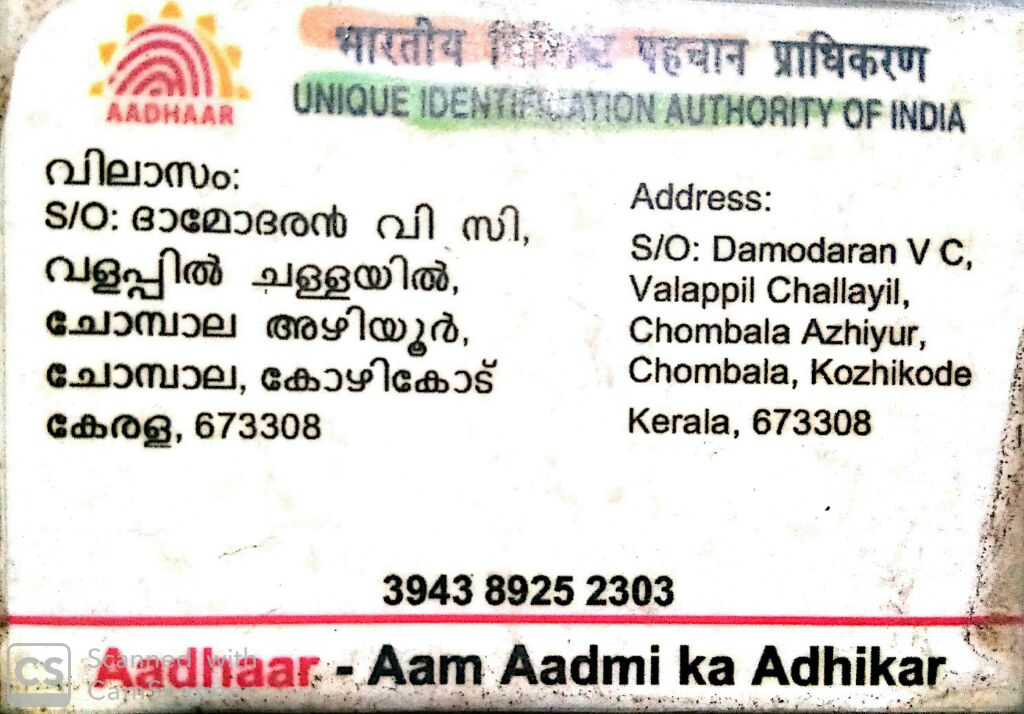 भारतीय विशिष्ट पहचान प्राधिकरण
AADHAAR
UNIQUE IDENTIFICATION AUTHORITY OF INDIA
വിലാസം:
S/O: ദാമോദരൻ വി സി,
വളപ്പിൽ ചള്ളയിൽ,
ചോമ്പാല അഴിയൂർ,
ചോമ്പാല, കോഴികോട്
കേരള, 673308
Address:
S/O: Damodaran V C,
Valappil Challayil,
Chombala Azhiyur,
Chombala, Kozhikode
Kerala, 673308
3943 8925 2303
Aadhaar - Aam Aadmi ka Adhikar
CS
Scanned with
CamScanner